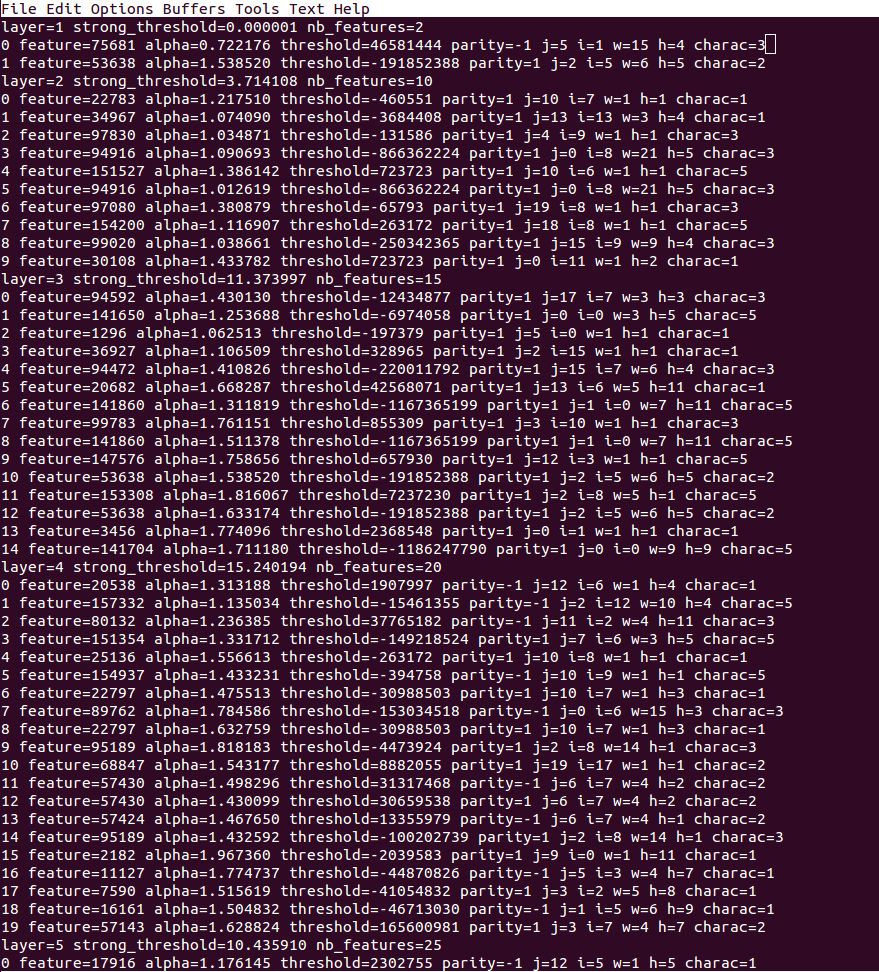 File Edit Options Buffers Tools Text Help
layer=1 strong_threshold=0.000001 nb_features=2
0 feature=75681 alpha=0.722176 threshold=46581444 parity=-1 j=5 i=1 w=15 h=4 charac=3
1 feature=53638 alpha=1.538520 threshold=-191852388 parity=1 j=2 i=5 w=6 h=5 charac=2
layer=2 strong_threshold=3.714108 nb_features=10
0 feature=22783 alpha=1.217510 threshold=-460551 parity=1 j=10 i=7 w=1 h=1 charac=1
1 feature=34967 alpha=1.074090 threshold=-3684408 parity=1 j=13 i=13 w=3 h=4 charac=1
2 feature=97830 alpha=1.034871 threshold=-131586 parity=1 j=4 i=9 w=1 h=1 charac=3
3 feature=94916 alpha=1.090693 threshold=-866362224 parity=1 j=0 i=8 w=21 h=5 charac=3
4 feature=151527 alpha=1.386142 threshold=723723 parity=1 j=10 i=6 w=1 h=1 charac=5
5 feature=94916 alpha=1.012619 threshold=-866362224 parity=1 j=0 i=8 w=21 h=5 charac=3
6 feature=97080 alpha=1.380879 threshold=-65793 parity=1 j=19 i=8 w=1 h=1 charac=3
7 feature=154200 alpha=1.116907 threshold=263172 parity=1 j=18 i=8 w=1 h=1 charac=5
8 feature=99020 alpha=1.038661 threshold=-250342365 parity=1 j=15 i=9 w=9 h=4 charac=3
9 feature=30108 alpha=1.433782 threshold=723723 parity=1 j=0 i=11 w=1 h=2 charac=1
layer=3 strong_threshold=11.373997 nb_features=15
0 feature=94592 alpha=1.430130 threshold=-12434877 parity=1 j=17 i=7 w=3 h=3 charac=3
1 feature=141650 alpha=1.253688 threshold=-6974058 parity=1 j=0 i=0 w=3 h=5 charac=5
2 feature=1296 alpha=1.062513 threshold=-197379 parity=1 j=5 i=0 w=1 h=1 charac=1
3 feature=36927 alpha=1.106509 threshold=328965 parity=1 j=2 i=15 w=1 h=1 charac=1
4 feature=94472 alpha=1.410826 threshold=-220011792 parity=1 j=15 i=7 w=6 h=4 charac=3
5 feature=20682 alpha=1.668287 threshold=42568071 parity=1 j=13 i=6 w=5 h=11 charac=1
6 feature=141860 alpha=1.311819 threshold=-1167365199 parity=1 j=1 i=0 w=7 h=11 charac=5
7 feature=99783 alpha=1.761151 threshold=855309 parity=1 j=3 i=10 w=1 h=1 charac=3
8 feature=141860 alpha=1.511378 threshold=-1167365199 parity=1 j=1 i=0 w=7 h=11 charac=5
9 feature=147576 alpha=1.758656 threshold=657930 parity=1 j=12 i=3 w=1 h=1 charac=5
10 feature=53638 alpha=1.538520 threshold=-191852388 parity=1 j=2 i=5 w=6 h=5 charac=2
11 feature=153308 alpha=1.816067 threshold=7237230 parity=1 j=2 i=8 w=5 h=1 charac=5
12 feature=53638 alpha=1.633174 threshold=-191852388 parity=1 j=2 i=5 w=6 h=5 charac=2
13 feature=3456 alpha=1.774096 threshold=2368548 parity=1 j=0 i=1 w=1 h=1 charac=1
14 feature=141704 alpha=1.711180 threshold=-1186247790 parity=1 j=0 i=0 w=9 h=9 charac=5
layer=4 strong_threshold=15.240194 nb_features=20
0 feature=20538 alpha=1.313188 threshold=1907997 parity=-1 j=12 i=6 w=1 h=4 charac=1
1 feature=157332 alpha=1.135034 threshold=-15461355 parity=-1 j=2 i=12 w=10 h=4 charac=5
2 feature=80132 alpha=1.236385 threshold=37765182 parity=-1 j=11 i=2 w=4 h=11 charac=3
3 feature=151354 alpha=1.331712 threshold=-149218524 parity=1 j=7 i=6 w=3 h=5 charac=5
4 feature=25136 alpha=1.556613 threshold=-263172 parity=1 j=10 i=8 w=1 h=1 charac=1
5 feature=154937 alpha=1.433231 threshold=-394758 parity=-1 j=10 i=9 w=1 h=1 charac=5
6 feature=22797 alpha=1.475513 threshold=-30988503 parity=1 j=10 i=7 w=1 h=3 charac=1
7 feature=89762 alpha=1.784586 threshold=-153034518 parity=-1 j=0 i=6 w=15 h=3 charac=3
8 feature=22797 alpha=1.632759 threshold=-30988503 parity=1 j=10 i=7 w=1 h=3 charac=1
9 feature=95189 alpha=1.818183 threshold=-4473924 parity=1 j=2 i=8 w=14 h=1 charac=3
10 feature=68847 alpha=1.543177 threshold=8882055 parity=1 j=19 i=17 w=1 h=1 charac=2
11 feature=57430 alpha=1.498296 threshold=31317468 parity=-1 j=6 i=7 w=4 h=2 charac=2
12 feature=57430 alpha=1.430099 threshold=30659538 parity=1 j=6 i=7 w=4 h=2 charac=2
13 feature=57424 alpha=1.467650 threshold=13355979 parity=-1 j=6 i=7 w=4 h=1 charac=2
14 feature=95189 alpha=1.432592 threshold=-100202739 parity=1 j=2 i=8 w=14 h=1 charac=3
15 feature=2182 alpha=1.967360 threshold=-2039583 parity=1 j=9 i=0 w=1 h=11 charac=1
16 feature=11127 alpha=1.774737 threshold=-44870826 parity=-1 j=5 i=3 w=4 h=7 charac=1
17 feature=7590 alpha=1.515619 threshold=-41054832 parity=1 j=3 i=2 w=5 h=8 charac=1
18 feature=16161 alpha=1.504832 threshold=-46713030 parity=-1 j=1 i=5 w=6 h=9 charac=1
19 feature=57143 alpha=1.628824 threshold=165600981 parity=1 j=3 i=7 w=4 h=7 charac=2
layer=5 strong_threshold=10.435910 nb_features=25
0 feature=17916 alpha=1.176145 threshold=2302755 parity=-1 j=12 i=5 w=1 h=5 charac=1